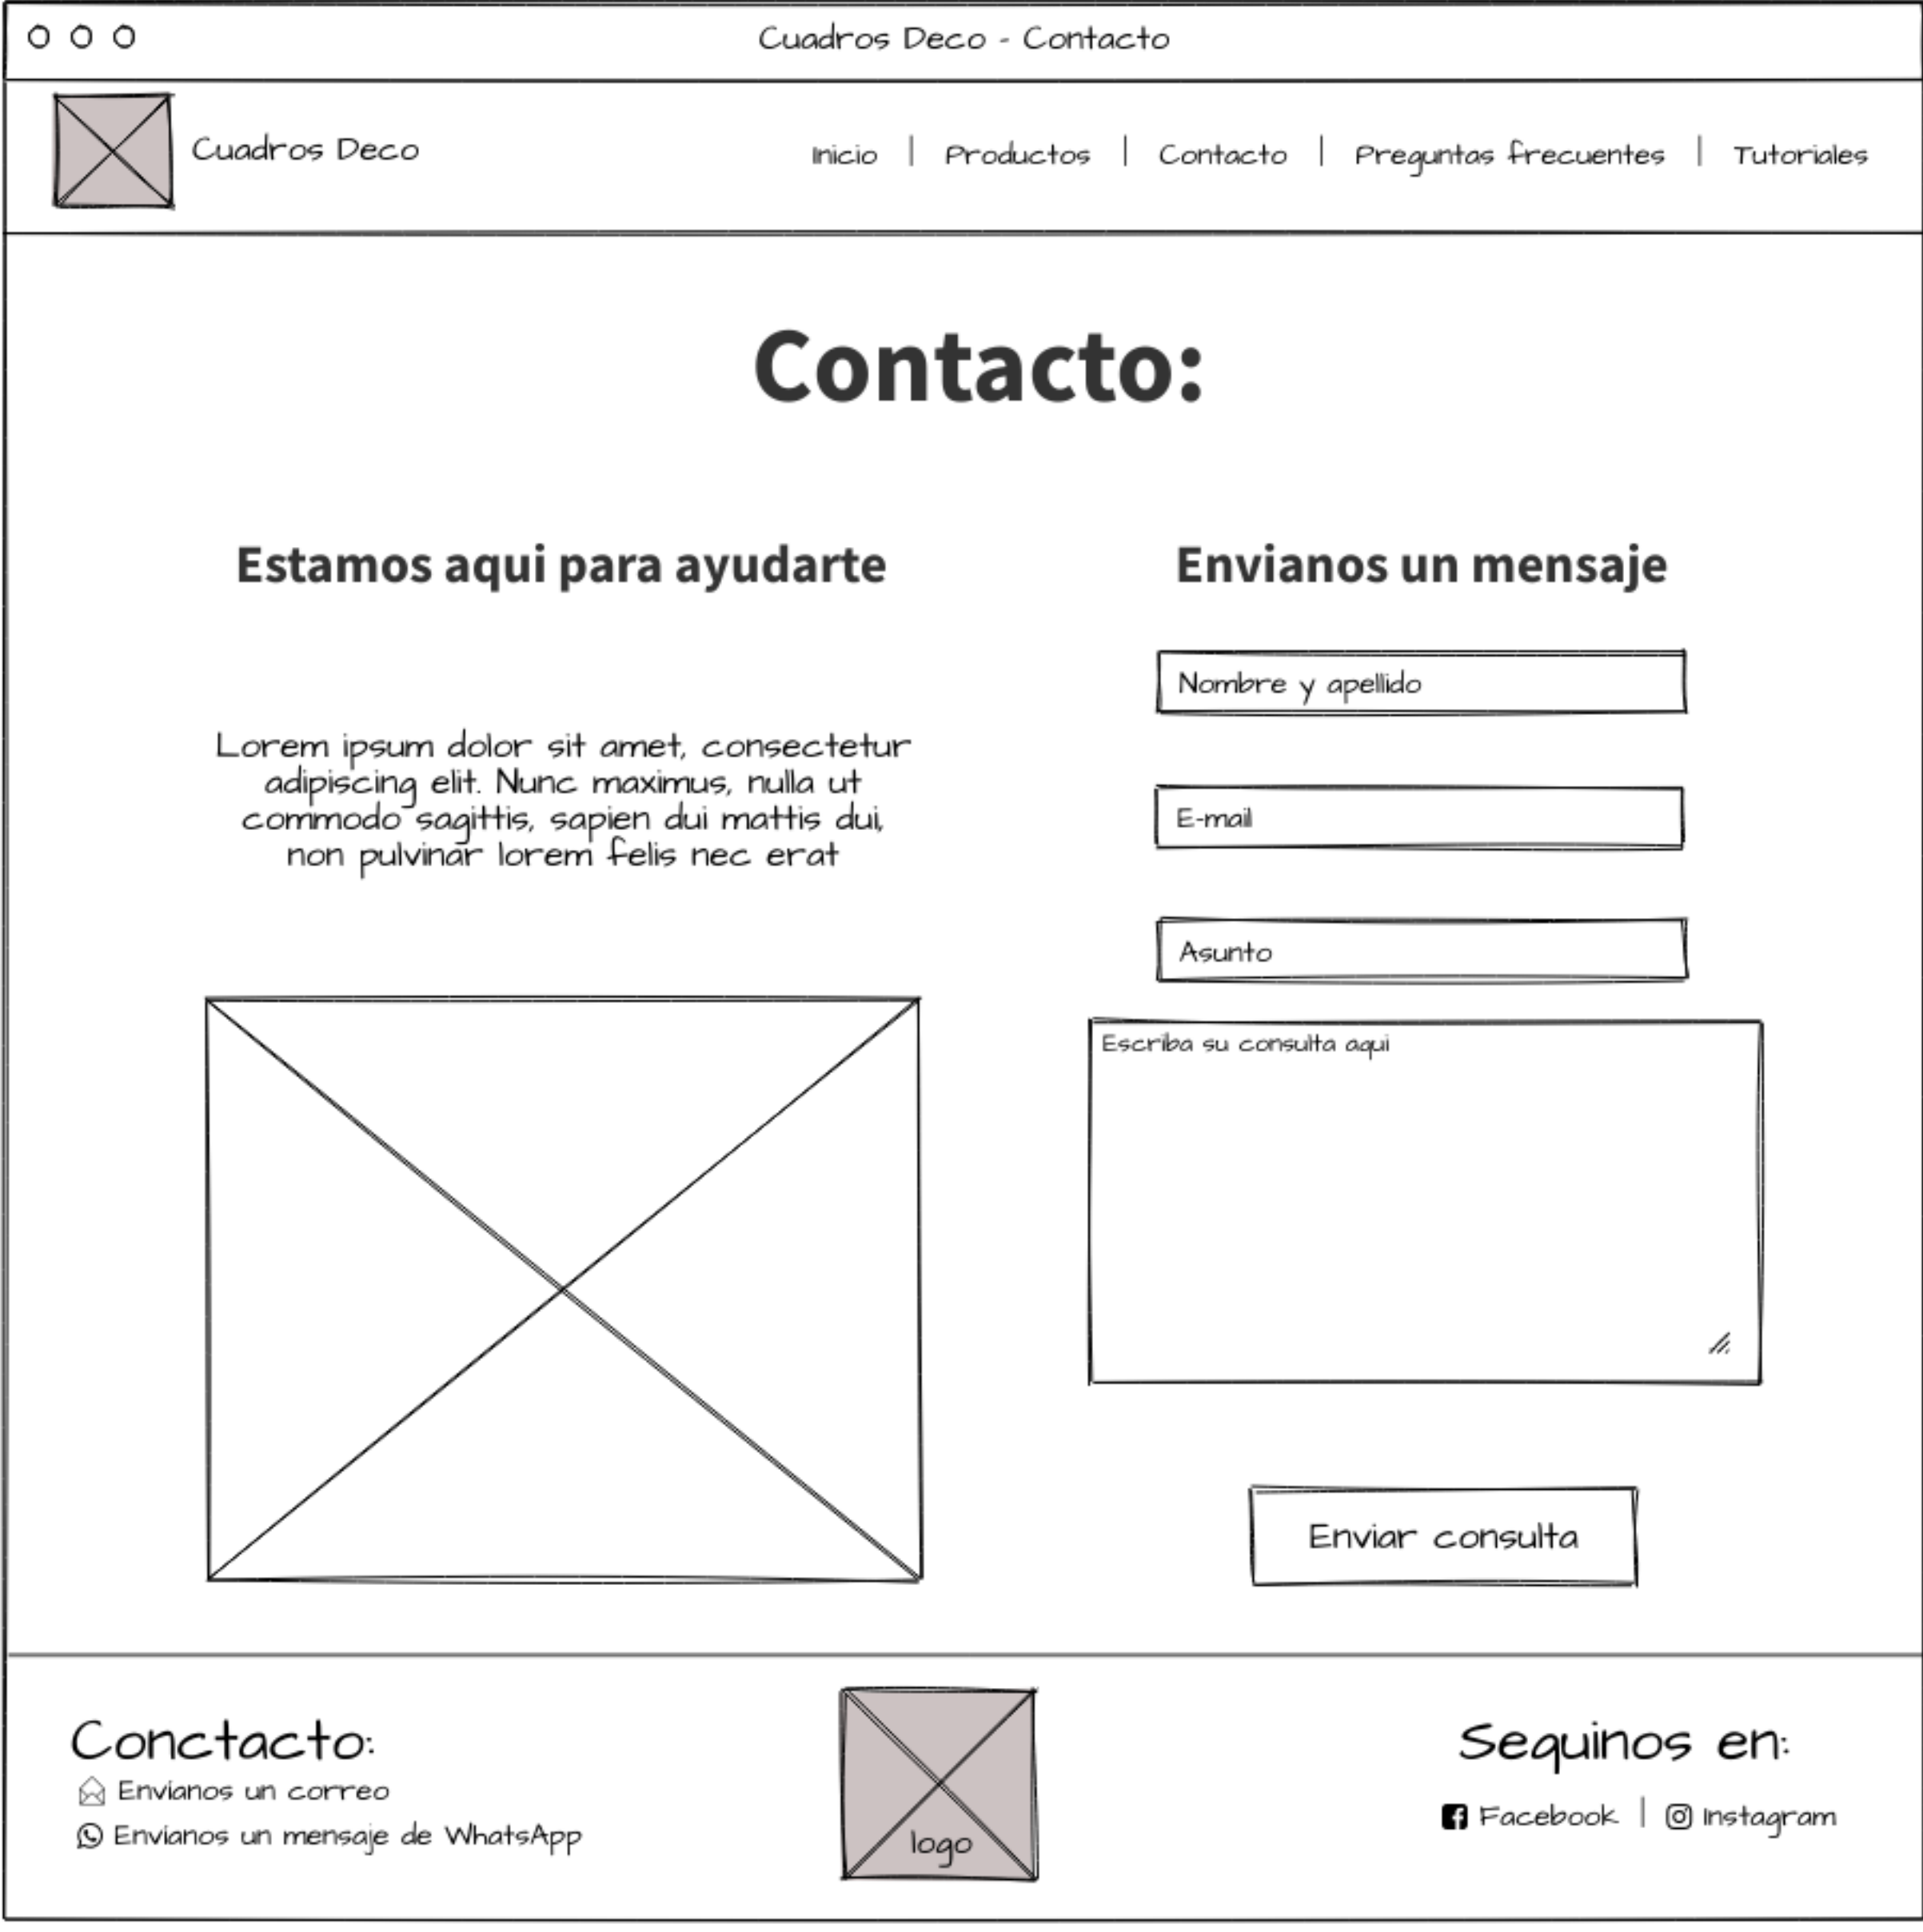 Cuadros Deco - Contacto
Cuadros Deco
Inicio | Productos | Contacto | Preguntas frecuentes | Tutoriales
Contacto:
Estamos aqui para ayudarte
Lorem ipsum dolor sit amet, consectetur
adipiscing elit. Nunc maximus, nulla ut
commodo sagittis, sapien dui mattis dui,
non pulvinar lorem felis nec erat
Envianos un mensaje
Nombre y apellido
E-mail
Asunto
Escriba su consulta aqui
Enviar consulta
Conctacto:
Envianos un correo
Envianos un mensaje de WhatsApp
logo
Sequinos en:
Facebook | Instagram